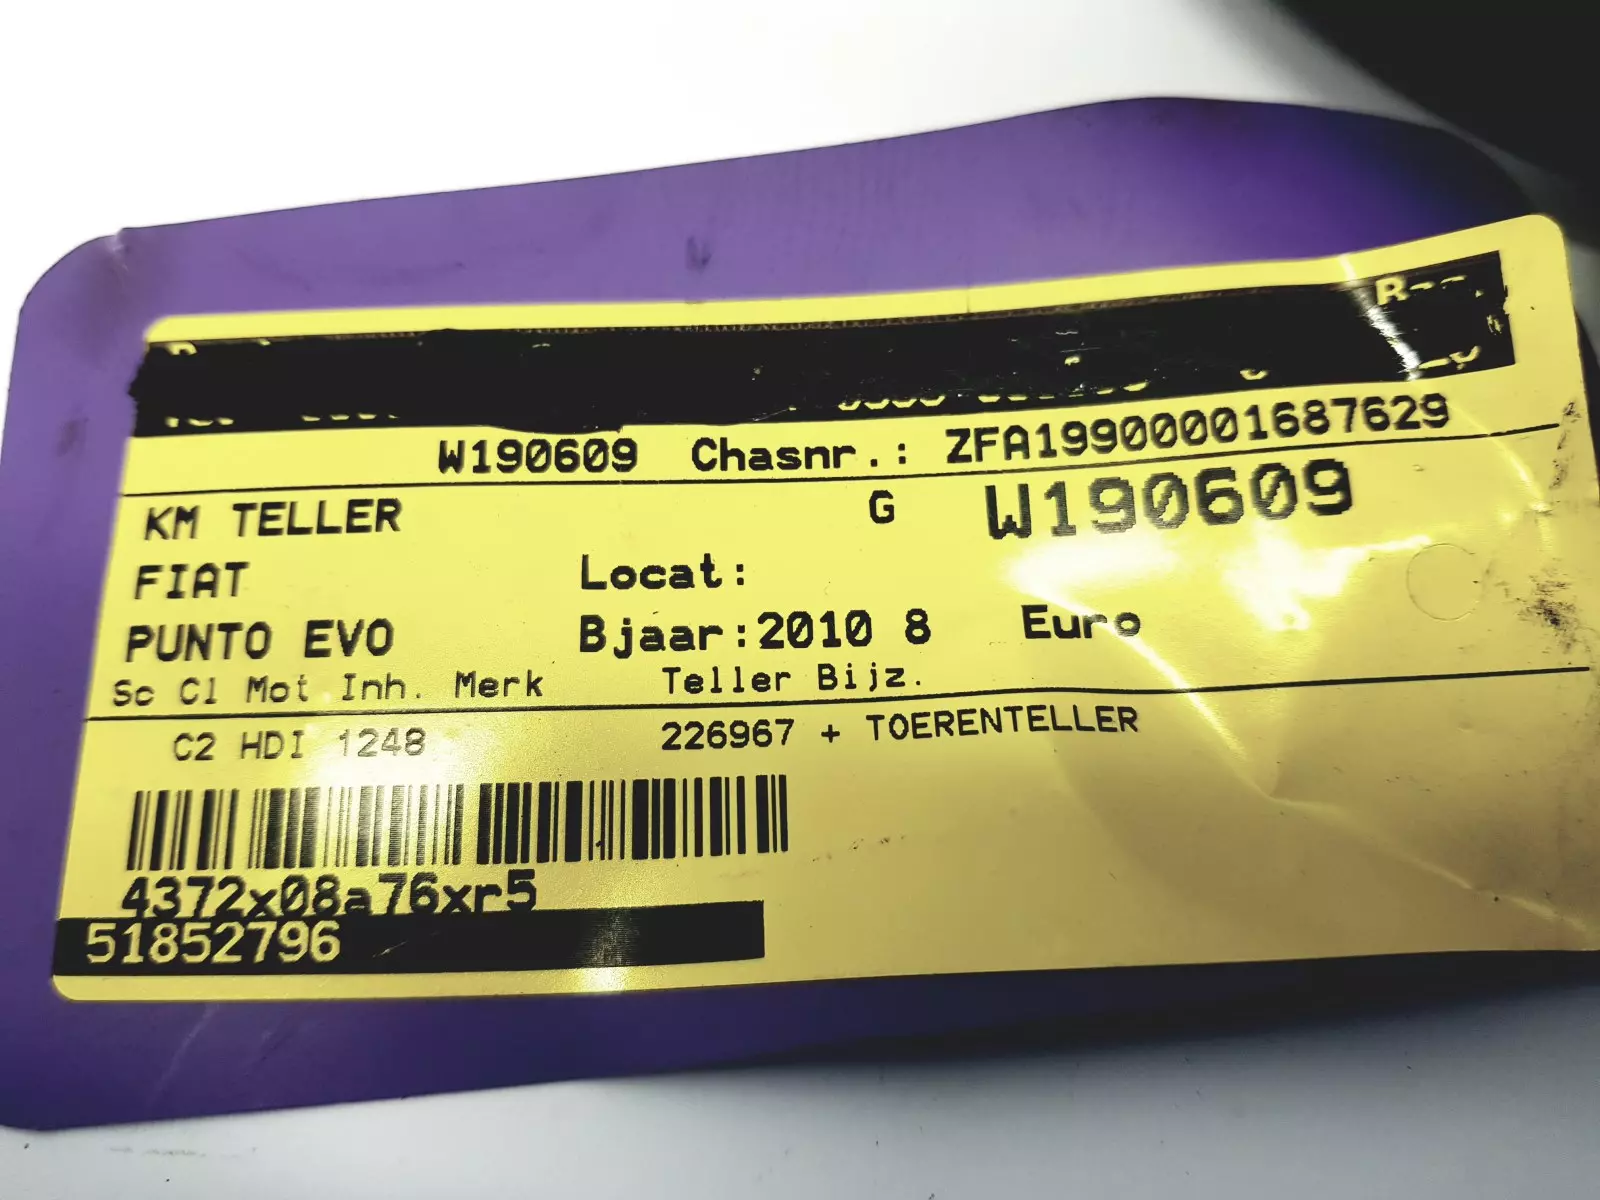 W190609 Chasnr.: ZFA19900001687629
KM TELLER G W190609
FIAT Locat:
PUNTO EVO Bjaar:2010 8 Euro
Sc Cl Mot Inh. Merk Teller Bijz.
C2 HDI 1248 226967 + TOERENTELLER
4372x08a76xr5
51852796